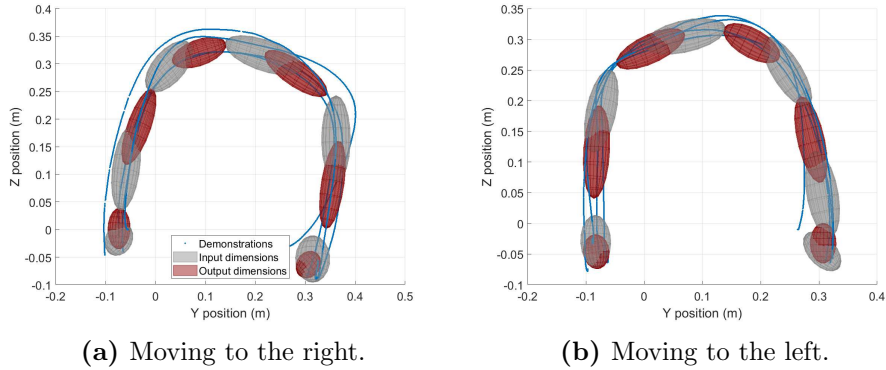 0.4
0.35
0.3
0.25
0.2
0.15
0.1
0.05
0
-0.05
-0.1
Z position (m)
-0.2 -0.1 0 0.1 0.2 0.3 0.4 0.5
Y position (m)
Demonstrations
Input dimensions
Output dimensions
(a) Moving to the right.
0.35
0.3
0.25
0.2
0.15
0.1
0.05
0
-0.05
-0.1
Z position (m)
-0.2 -0.1 0 0.1 0.2 0.3 0.4
Y position (m)
(b) Moving to the left.